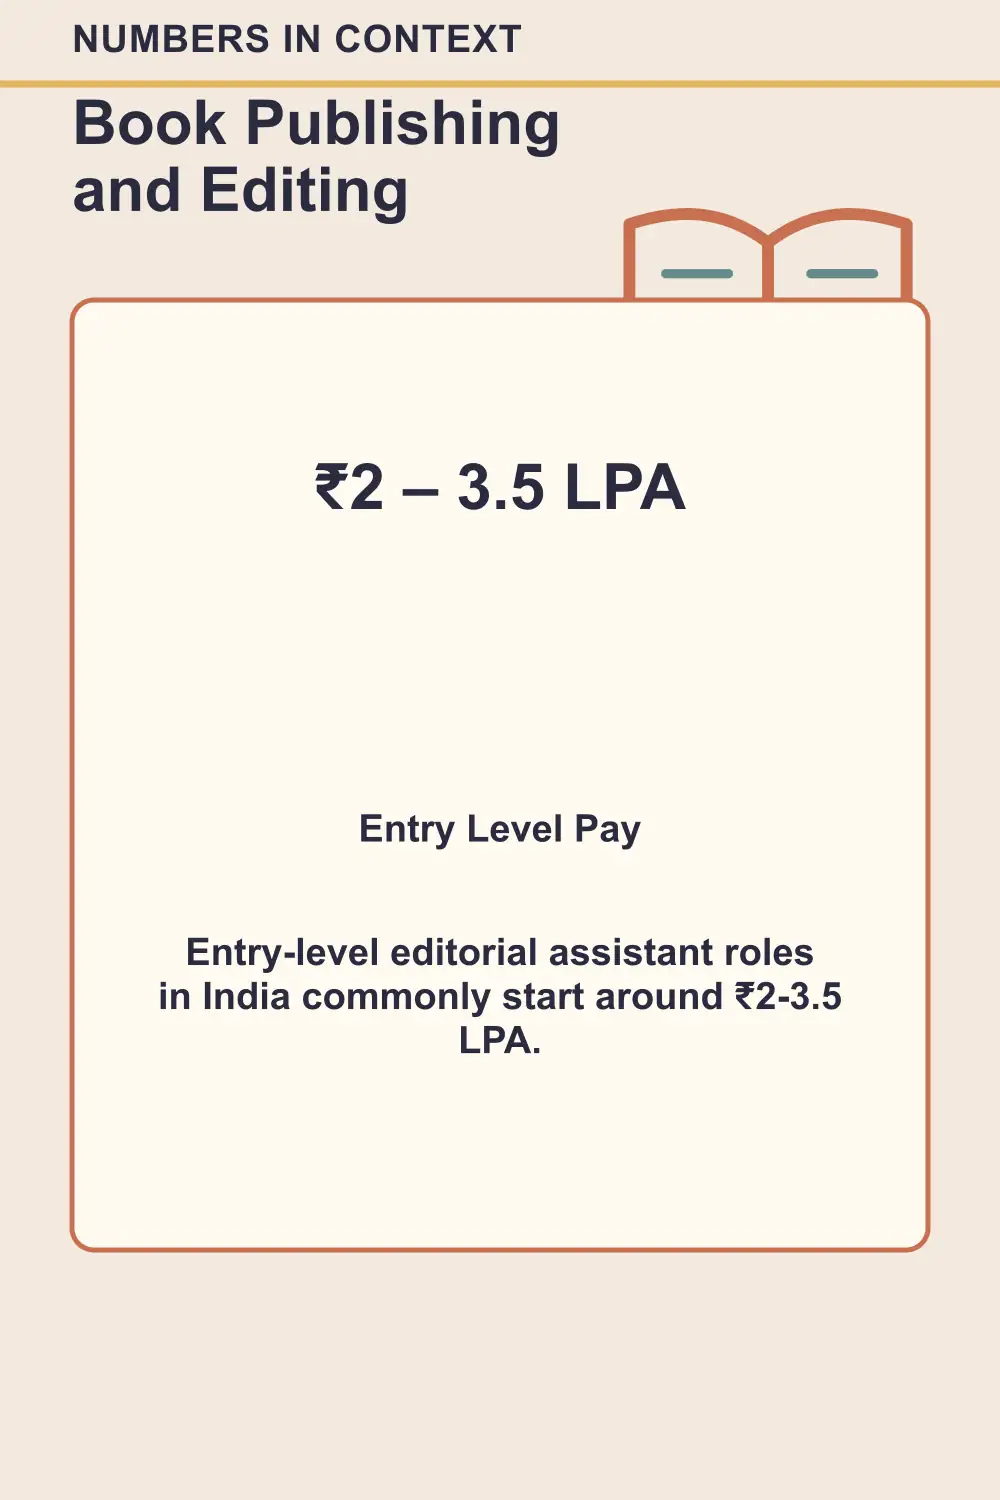 NUMBERS IN CONTEXT
Book Publishing
and Editing
₹2 – 3.5 LPA
Entry Level Pay
Entry-level editorial assistant roles
in India commonly start around ₹2-3.5
LPA.